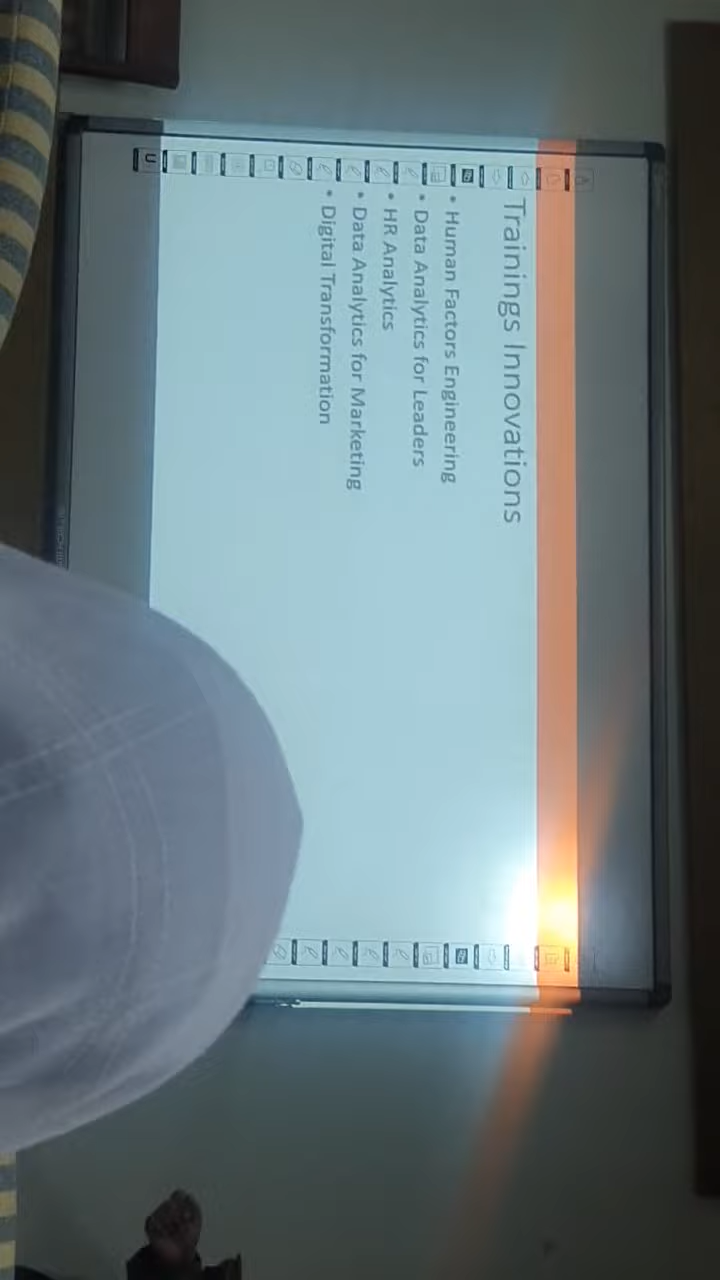 Trainings Innovations
• Human Factors Engineering
• Data Analytics for Leaders
• HR Analytics
• Data Analytics for Marketing
• Digital Transformation